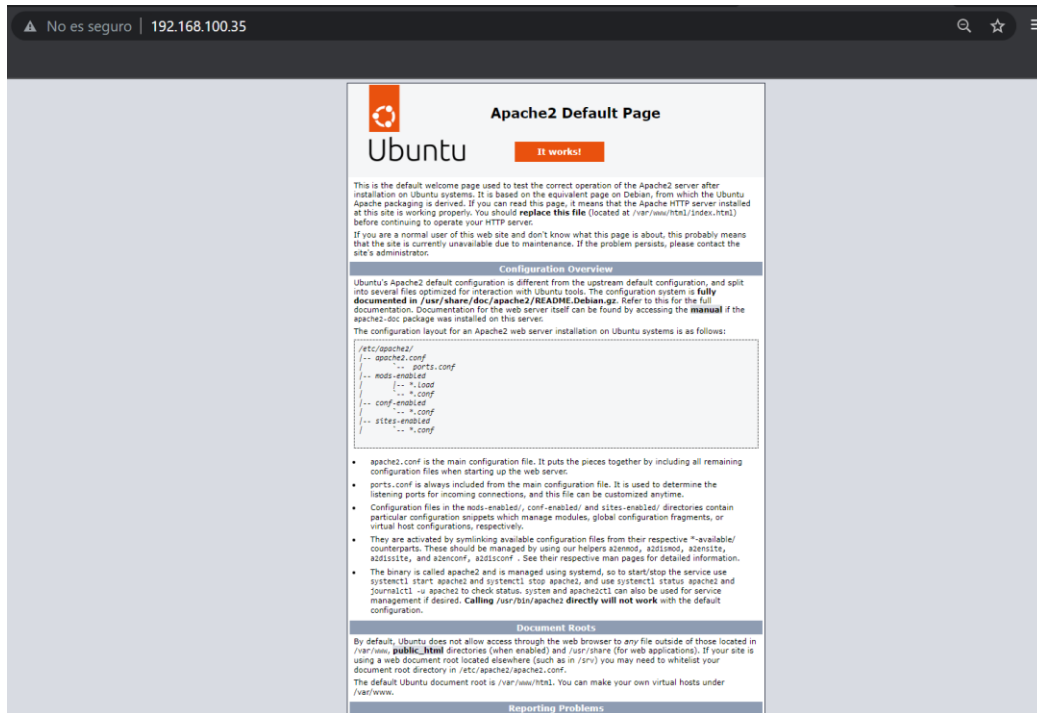 No es seguro | 192.168.100.35
Apache2 Default Page
Ubuntu
It works!
This is the default welcome page used to test the correct operation of the Apache2 server after
installation on Ubuntu systems. It is based on the equivalent page on Debian, from which the Ubuntu
Apache packaging is derived. If you can read this page, it means that the Apache HTTP server installed
at this site is working properly. You should replace this file (located at /var/www/html/index.html)
before continuing to operate your HTTP server.
If you are a normal user of this web site and don't know what this page is about, this probably means
that the site is currently unavailable due to maintenance. If the problem persists, please contact the
site's administrator.
Configuration Overview
Ubuntu's Apache2 default configuration is different from the upstream default configuration, and split
into several files optimized for interaction with Ubuntu tools. The configuration system is fully
documented in /usr/share/doc/apache2/README.Debian.gz. Refer to this for the full
documentation. Documentation for the web server itself can be found by accessing the manual if the
apache2-doc package was installed on this server.
The configuration layout for an Apache2 web server installation on Ubuntu systems is as follows:
/etc/apache2/
|-- apache2.conf
|       `--  ports.conf
|-- mods-enabled
|       |-- *.load
|       `-- *.conf
|-- conf-enabled
|       `-- *.conf
|-- sites-enabled
|       `-- *.conf
• apache2.conf is the main configuration file. It puts the pieces together by including all remaining
configuration files when starting up the web server.
• ports.conf is always included from the main configuration file. It is used to determine the
listening ports for incoming connections, and this file can be customized anytime.
• Configuration files in the mods-enabled/, conf-enabled/ and sites-enabled/ directories contain
particular configuration snippets which manage modules, global configuration fragments, or
virtual host configurations, respectively.
• They are activated by symlinking available configuration files from their respective *-available/
counterparts. These should be managed by using our helpers a2enmod, a2dismod, a2ensite,
a2dissite, and a2enconf, a2disconf . See their respective man pages for detailed information.
• The binary is called apache2 and is managed using systemd, so to start/stop the service use
systemctl start apache2 and systemctl stop apache2, and use systemctl status apache2 and
journalctl -u apache2 to check status. system and apache2ctl can also be used for service
management if desired. Calling /usr/bin/apache2 directly will not work with the default
configuration.
Document Roots
By default, Ubuntu does not allow access through the web browser to any file outside of those located in
/var/www, public_html directories (when enabled) and /usr/share (for web applications). If your site is
using a web document root located elsewhere (such as in /srv) you may need to whitelist your
document root directory in /etc/apache2/apache2.conf.
The default Ubuntu document root is /var/www/html. You can make your own virtual hosts under
/var/www.
Reporting Problems